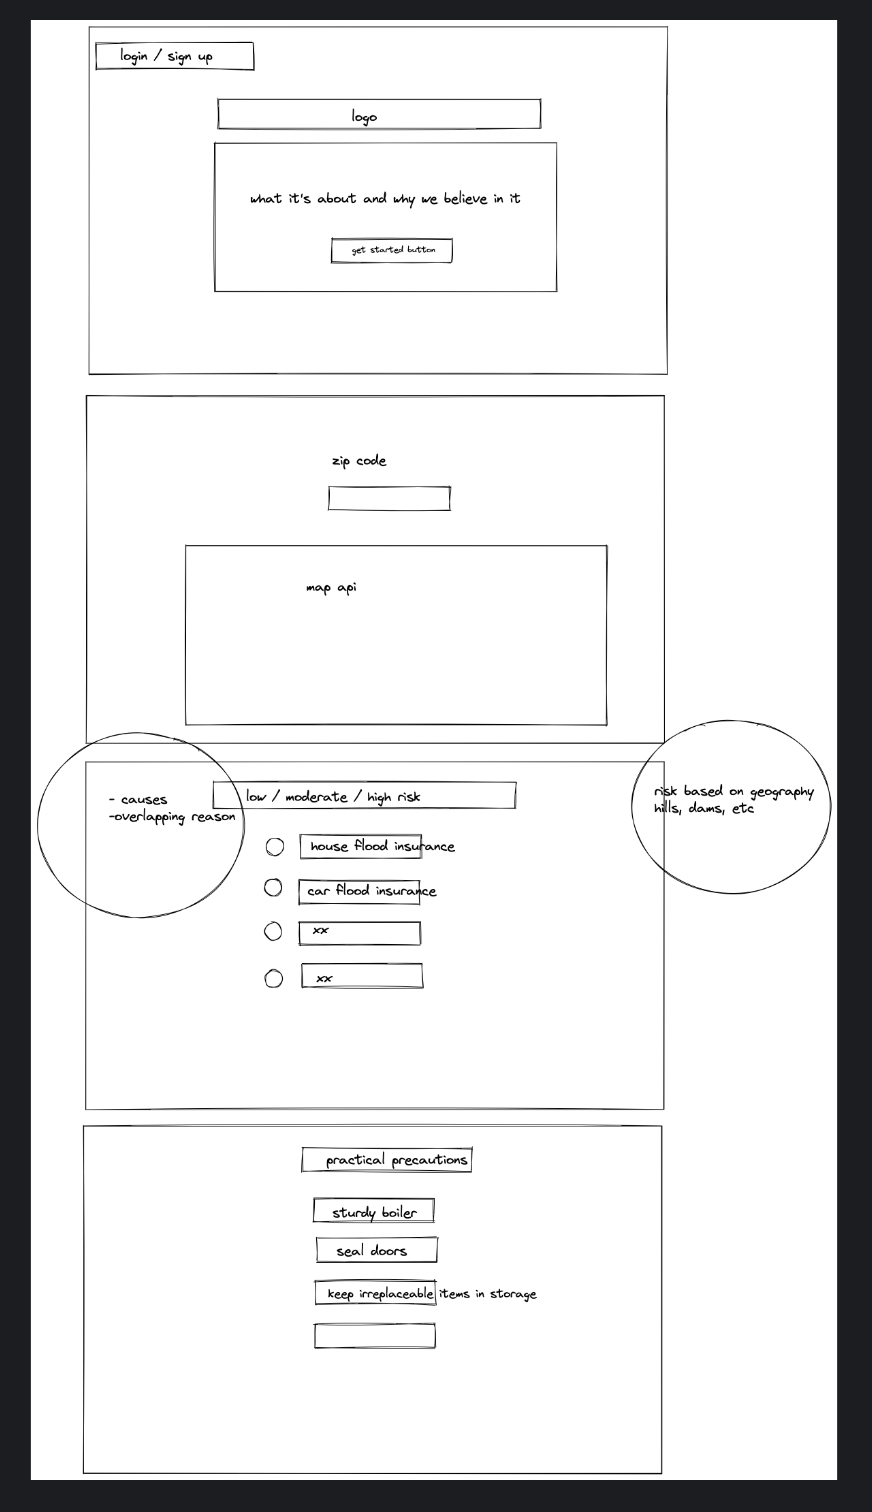 login / sign up
logo
what it's about and why we believe in it
get started button
zip code
map api
- causes
-overlapping reason
low / moderate / high risk
risk based on geography
hills, dams, etc
house flood insurance
car flood insurance
xx
xx
practical precautions
sturdy boiler
seal doors
keep irreplaceable items in storage